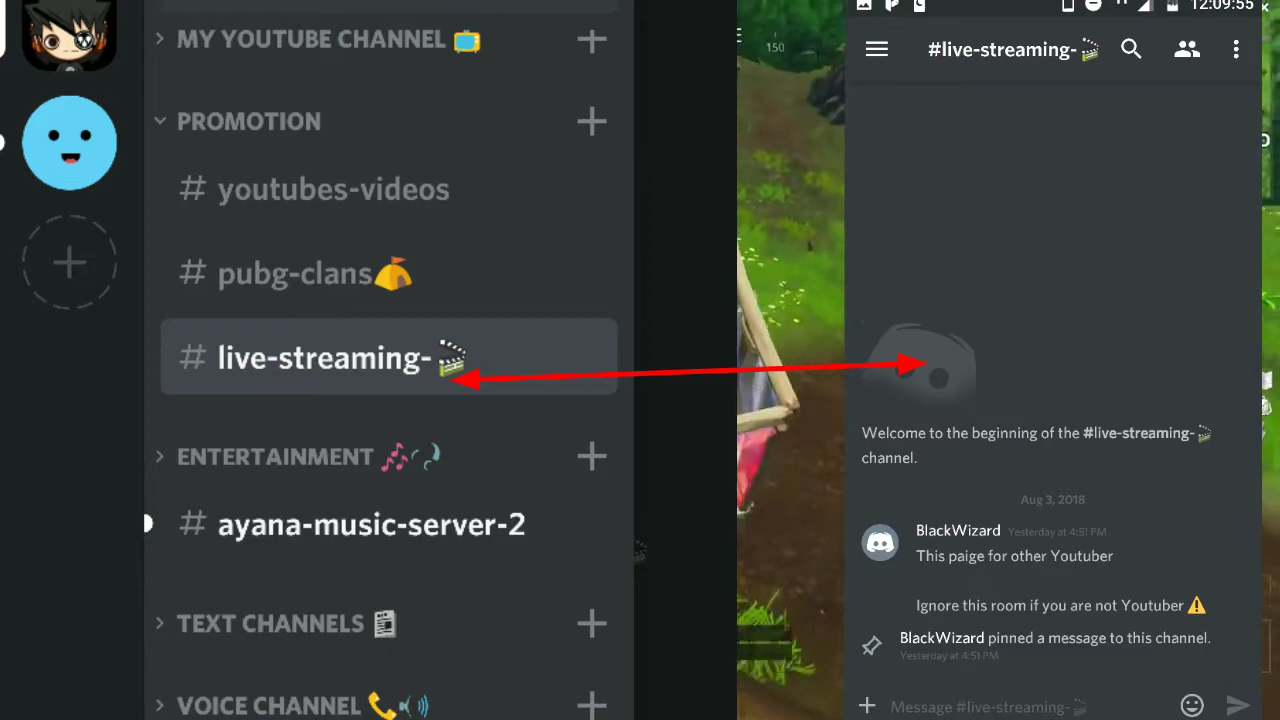 MY YOUTUBE CHANNEL 📺
PROMOTION
# youtubes-videos
# pubg-clans⛺
# live-streaming-🎬
ENTERTAINMENT 🎶🎧
# ayana-music-server-2
TEXT CHANNELS 📰
VOICE CHANNEL 📞🔊
150
12:09:55
#live-streaming-🎬
Welcome to the beginning of the #live-streaming-🎬
channel.
Aug 3, 2018
BlackWizard Yesterday at 4:51 PM
This paige for other Youtuber
Ignore this room if you are not Youtuber ⚠️
BlackWizard pinned a message to this channel.
Yesterday at 4:51 PM
Message #live-streaming-🎬